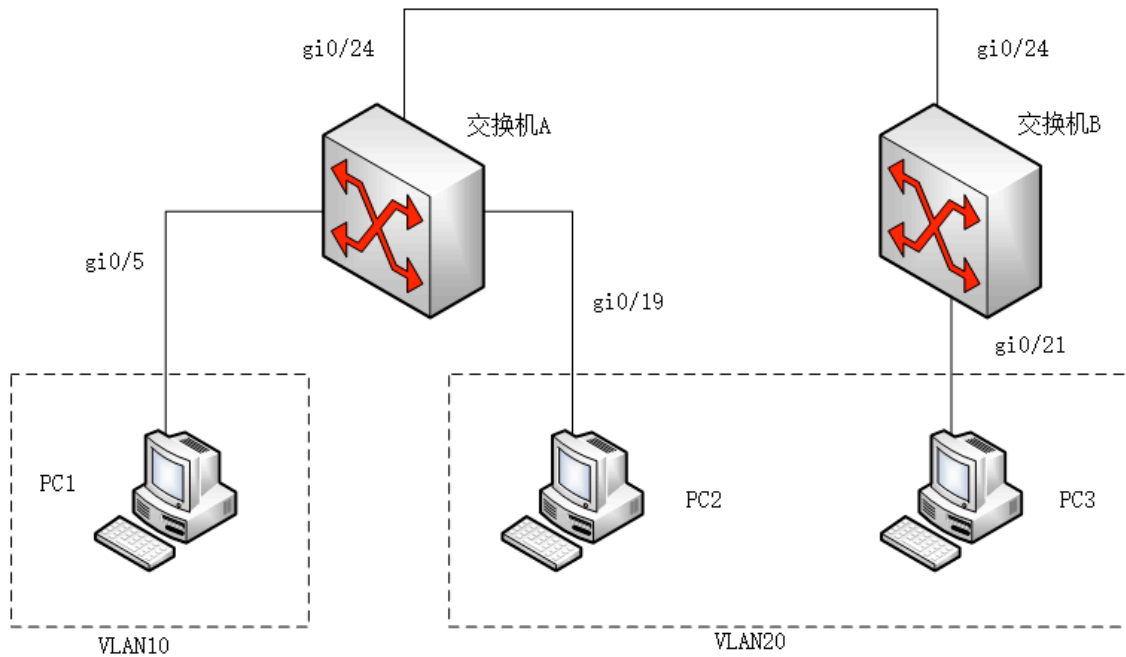 gi0/24
gi0/24
交换机A
交换机B
gi0/5
gi0/19
gi0/21
PC1
PC2
PC3
VLAN10
VLAN20